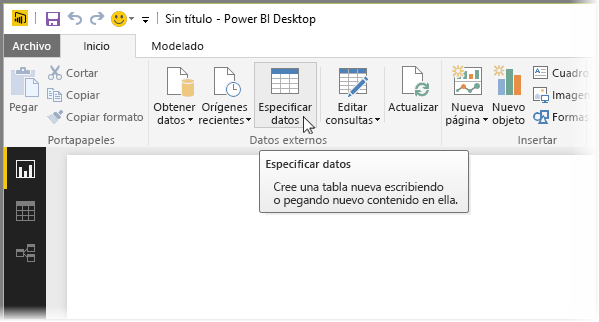 Sin título - Power BI Desktop
Archivo Inicio Modelado
Pegar
Cortar
Copiar
Copiar formato
Portapapeles
Obtener
datos
Orígenes
recientes
Especificar
datos
Editar
consultas
Actualizar
Datos externos
Nueva
página
Nuevo
objeto
Cuadro
Imagen
Formas
Insertar
Especificar datos
Cree una tabla nueva escribiendo
o pegando nuevo contenido en ella.